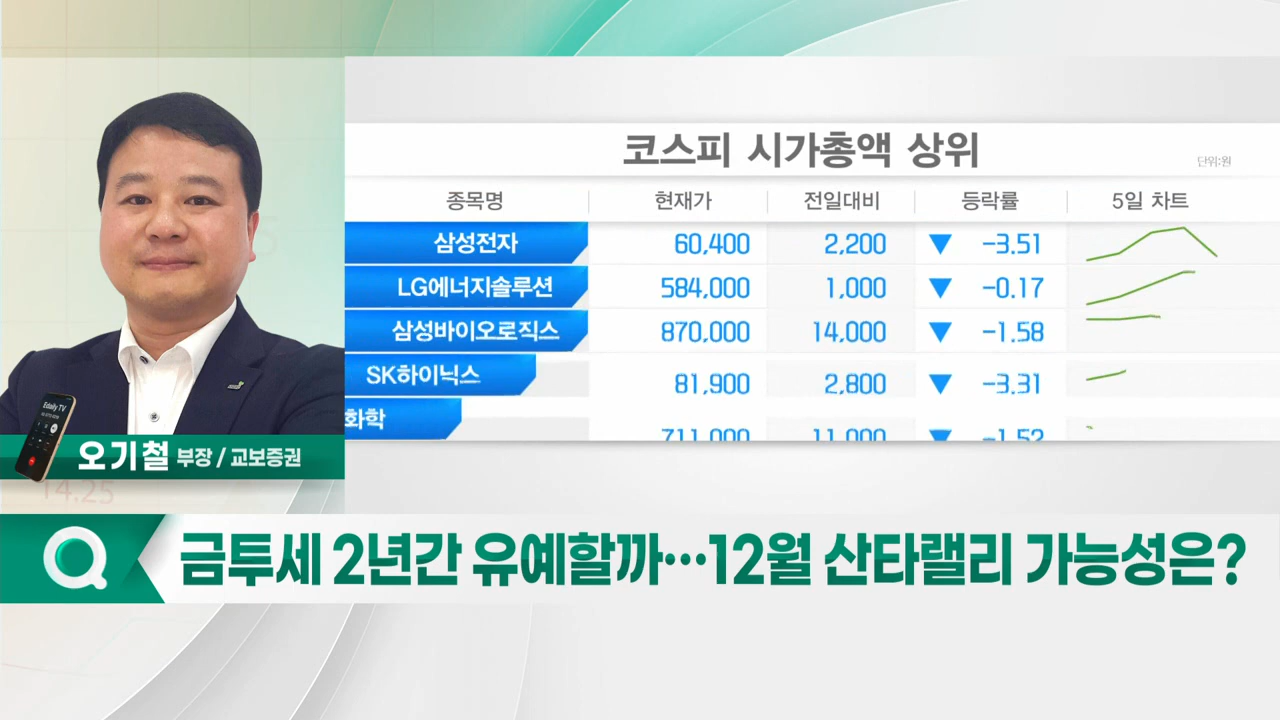 코스피 시가총액 상위
단위:원
종목명 현재가 전일대비 등락률 5일 차트
삼성전자 60,400 2,200 ▼ -3.51
LG에너지솔루션 584,000 1,000 ▼ -0.17
삼성바이오로직스 870,000 14,000 ▼ -1.58
SK하이닉스 81,900 2,800 ▼ -3.31
화학 711,000 11,000 ▼ -1.52
Edaily TV
오기철 부장 / 교보증권
14.25
금투세 2년간 유예할까…12월 산타랠리 가능성은?